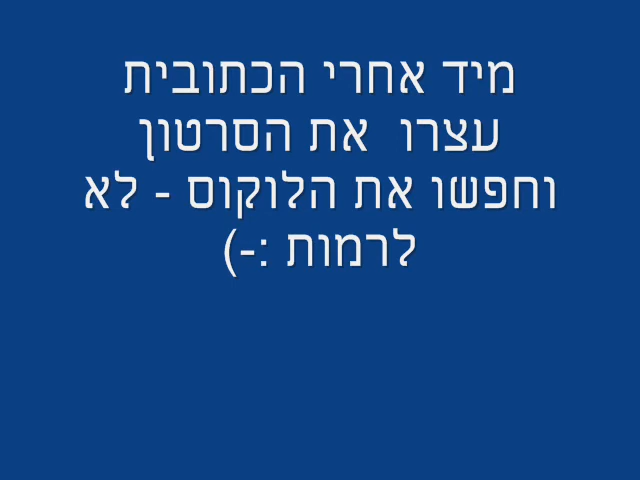 מיד אחרי הכתובית
עצרו  את הסרטון
וחפשו את הלוקוס - לא
לרמות :-)